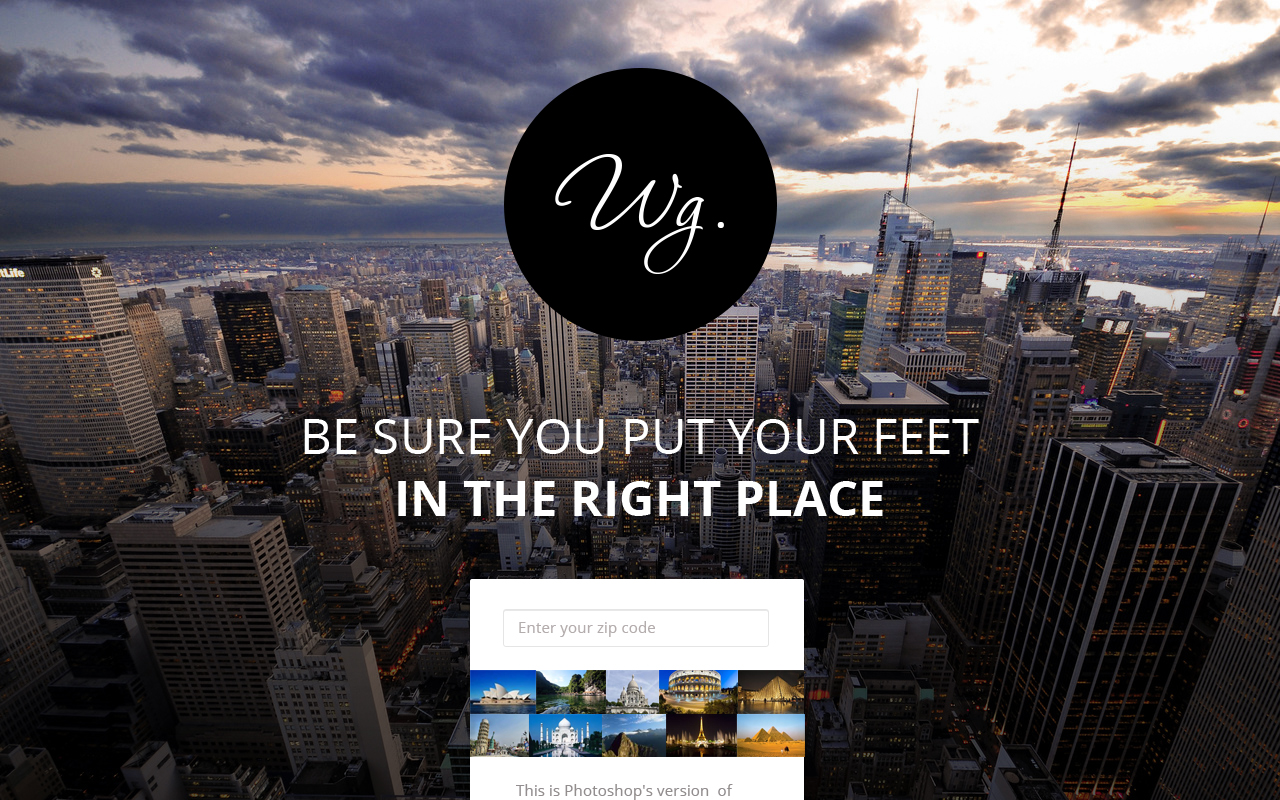 tLife
Wg.
BE SURE YOU PUT YOUR FEET
IN THE RIGHT PLACE
Enter your zip code
This is Photoshop's version  of